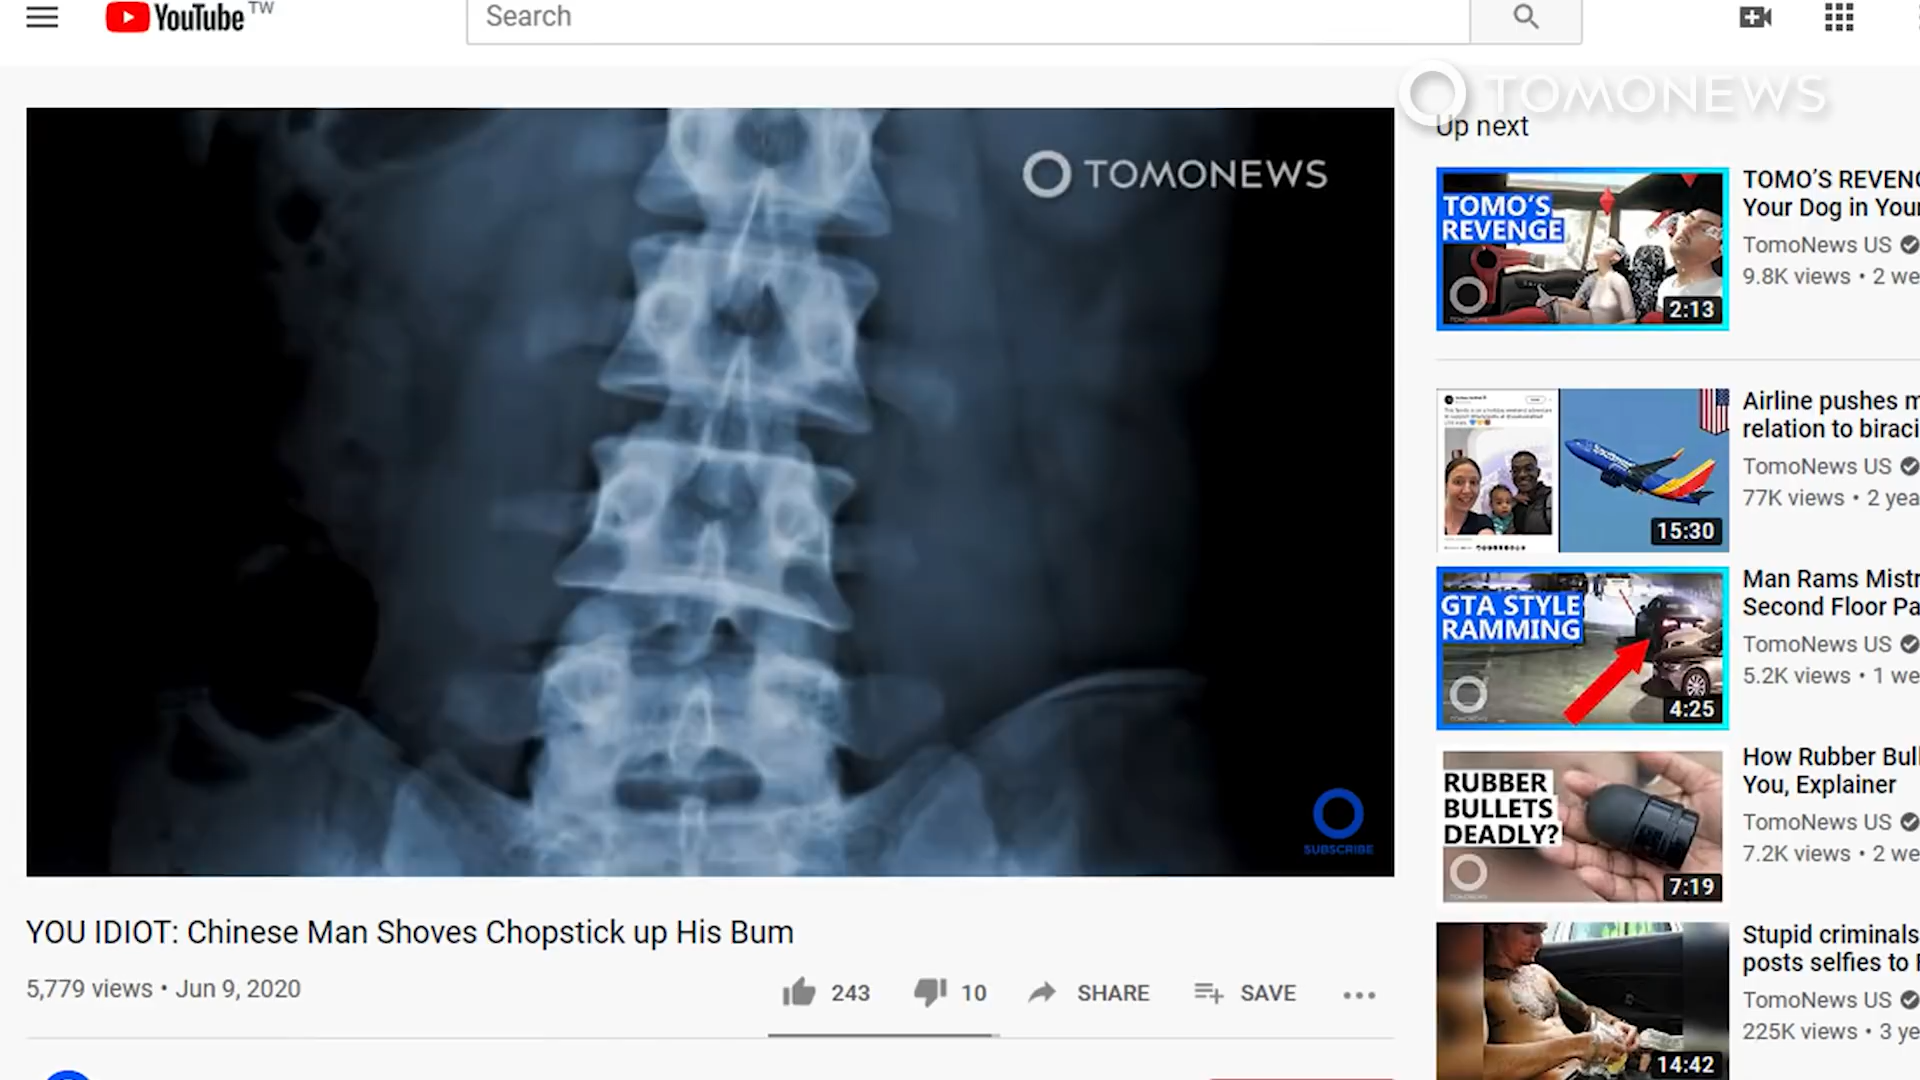 YouTube TW
Search
TOMONEWS
Up next
TOMONEWS
SUBSCRIBE
YOU IDIOT: Chinese Man Shoves Chopstick up His Bum
5,779 views • Jun 9, 2020
243
10
SHARE
SAVE
TOMO'S
REVENGE
2:13
TOMO'S REVENG
Your Dog in Your
TomoNews US
9.8K views • 2 we
15:30
Airline pushes m
relation to biraci
TomoNews US
77K views • 2 yea
GTA STYLE
RAMMING
4:25
Man Rams Mistr
Second Floor Pa
TomoNews US
5.2K views • 1 we
RUBBER
BULLETS
DEADLY?
7:19
How Rubber Bull
You, Explainer
TomoNews US
7.2K views • 2 we
14:42
Stupid criminals
posts selfies to F
TomoNews US
225K views • 3 ye